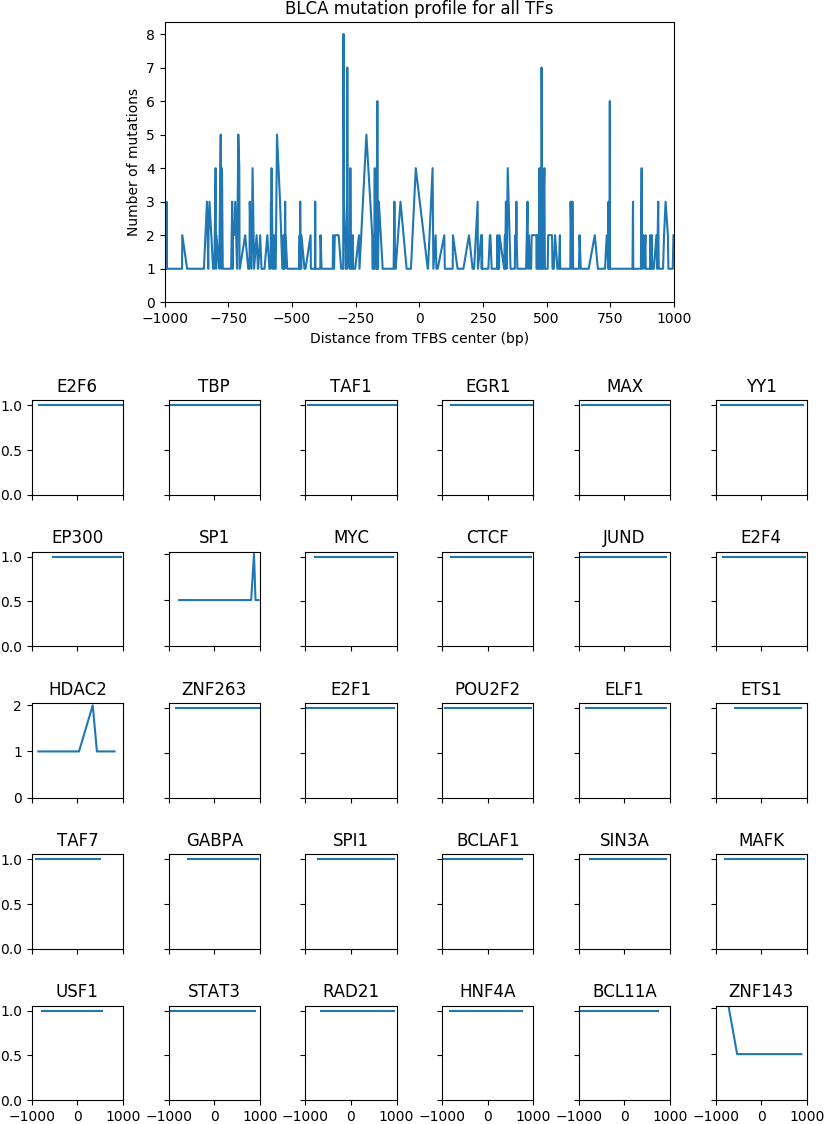 BLCA mutation profile for all TFs
8
7
6
5
4
3
2
1
0
Number of mutations
−1000 −750 −500 −250 0 250 500 750 1000
Distance from TFBS center (bp)
E2F6 TBP TAF1 EGR1 MAX YY1
1.0
0.5
0.0
EP300 SP1 MYC CTCF JUND E2F4
1.0
0.5
0.0
HDAC2 ZNF263 E2F1 POU2F2 ELF1 ETS1
2
1
0
TAF7 GABPA SPI1 BCLAF1 SIN3A MAFK
1.0
0.5
0.0
USF1 STAT3 RAD21 HNF4A BCL11A ZNF143
1.0
0.5
0.0
−1000 0 1000 −1000 0 1000 −1000 0 1000 −1000 0 1000 −1000 0 1000 −1000 0 1000